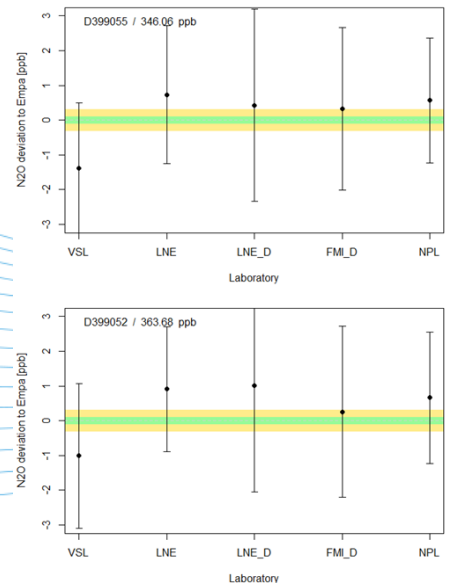 D399055 / 346.06 ppb
N2O deviation to Empa [ppb]
3
2
1
0
-1
-2
-3
VSL LNE LNE_D FMI_D NPL
Laboratory
D399052 / 363.68 ppb
N2O deviation to Empa [ppb]
3
2
1
0
-1
-2
-3
VSL LNE LNE_D FMI_D NPL
Laboratory